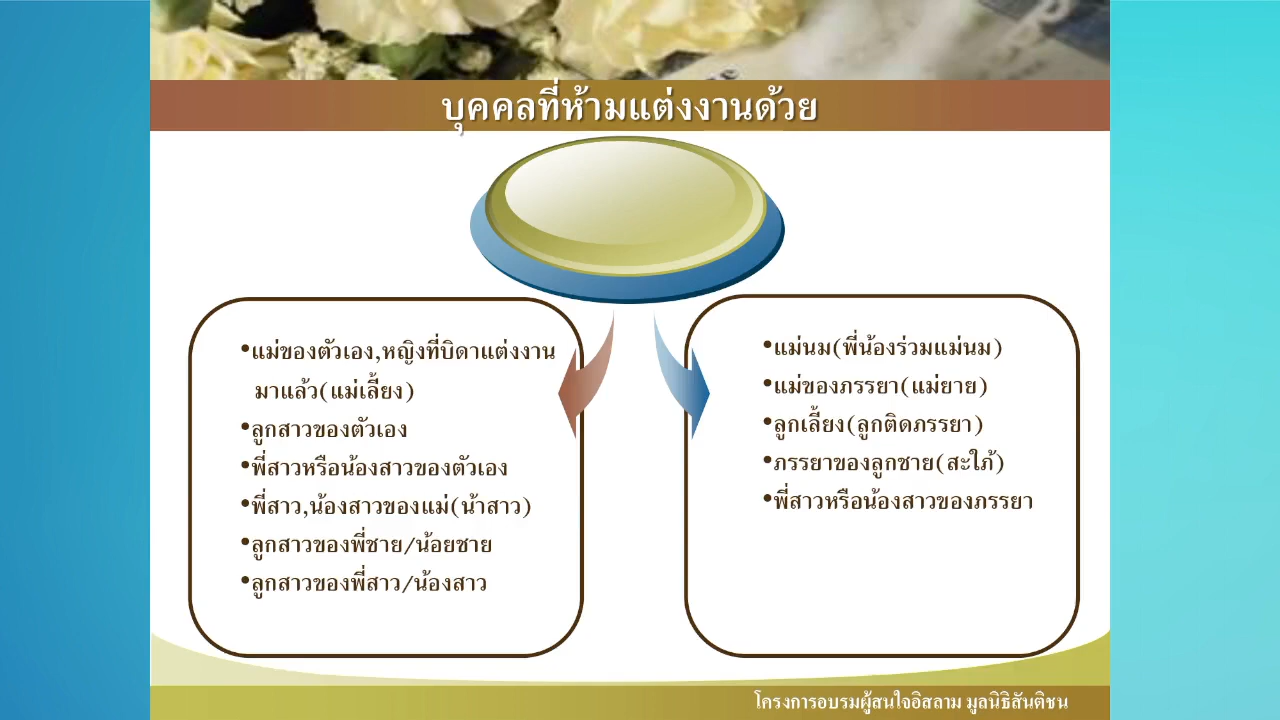 บุคคลที่ห้ามแต่งงานด้วย
•แม่ของตัวเอง,หญิงที่บิดาแต่งงาน
มาแล้ว(แม่เลี้ยง)
•ลูกสาวของตัวเอง
•พี่สาวหรือน้องสาวของตัวเอง
•พี่สาว,น้องสาวของแม่(น้าสาว)
•ลูกสาวของพี่ชาย/น้อยชาย
•ลูกสาวของพี่สาว/น้องสาว
•แม่นม(พี่น้องร่วมแม่นม)
•แม่ของภรรยา(แม่ยาย)
•ลูกเลี้ยง(ลูกติดภรรยา)
•ภรรยาของลูกชาย(สะใภ้)
•พี่สาวหรือน้องสาวของภรรยา
โครงการอบรมผู้สนใจอิสลาม มูลนิธิสันติชน